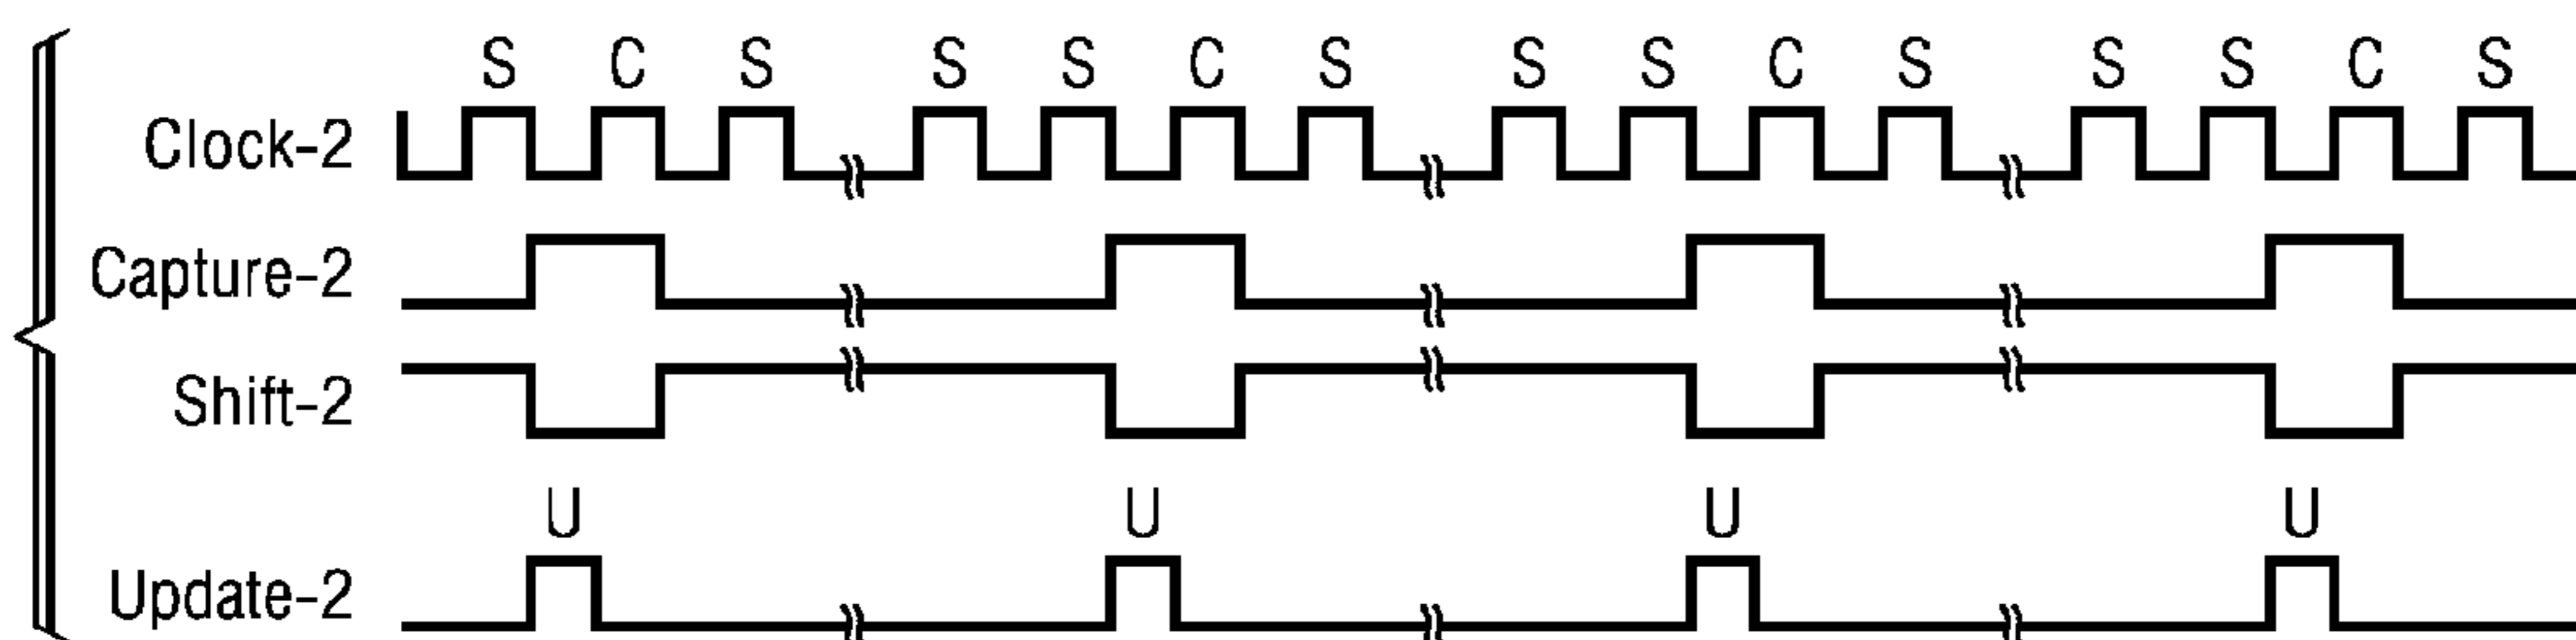 S C S S S C S S S C S S S C S
Clock-2
Capture-2
Shift-2
U U U U
Update-2